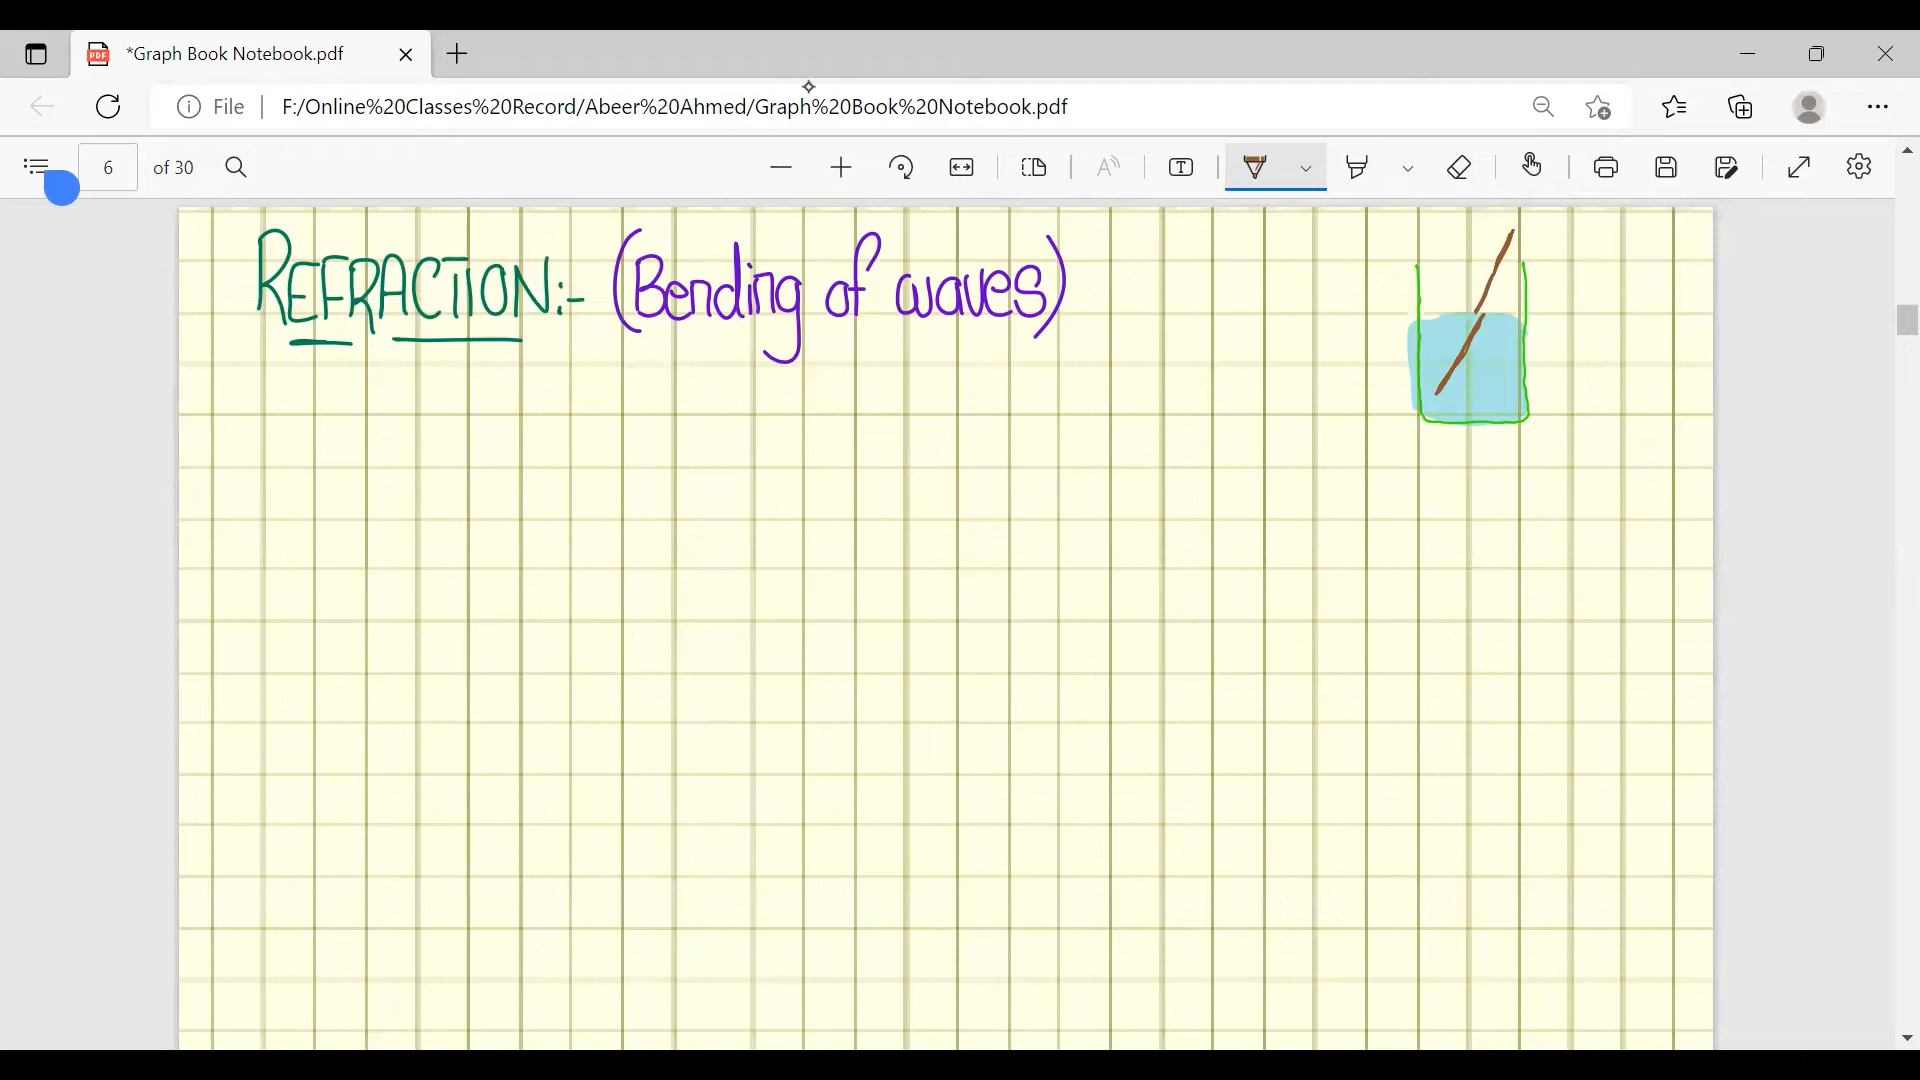 *Graph Book Notebook.pdf
File
F:/Online%20Classes%20Record/Abeer%20Ahmed/Graph%20Book%20Notebook.pdf
6 of 30
REFRACTION:- (Bending of waves)